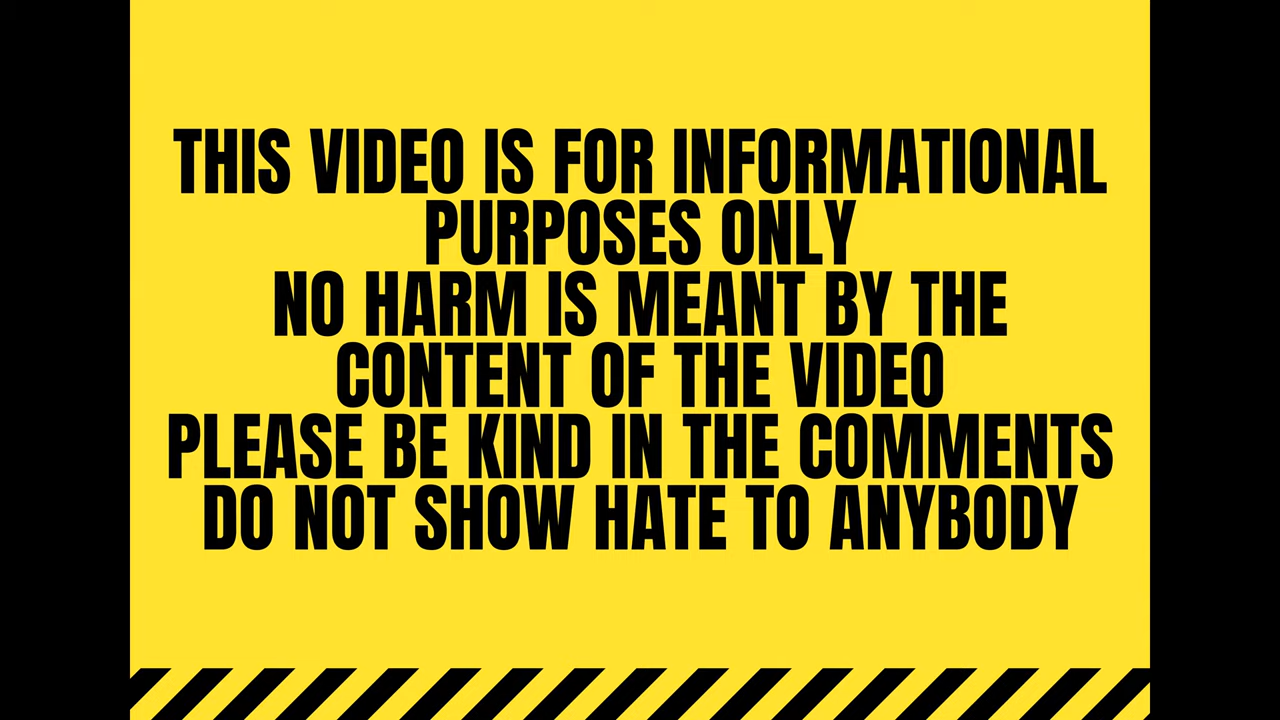 THIS VIDEO IS FOR INFORMATIONAL
PURPOSES ONLY
NO HARM IS MEANT BY THE
CONTENT OF THE VIDEO
PLEASE BE KIND IN THE COMMENTS
DO NOT SHOW HATE TO ANYBODY